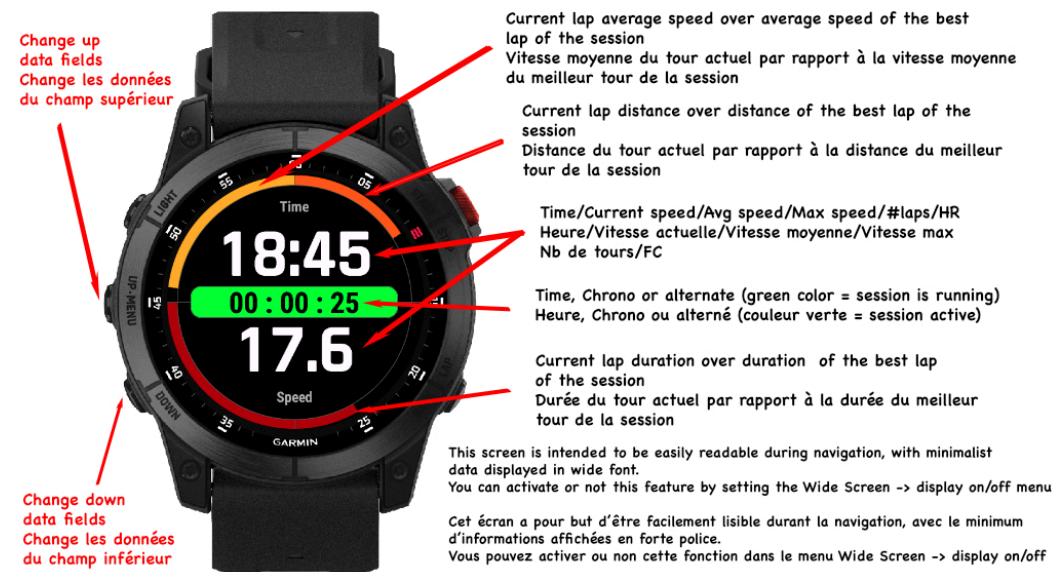 Change up
data fields
Change les données
du champ supérieur
Current lap average speed over average speed of the best
lap of the session
Vitesse moyenne du tour actuel par rapport à la vitesse moyenne
du meilleur tour de la session
Current lap distance over distance of the best lap of the
session
Distance du tour actuel par rapport à la distance du meilleur
tour de la session
Time/Current speed/Avg speed/Max speed/#laps/HR
Heure/Vitesse actuelle/Vitesse moyenne/Vitesse max
Nb de tours/FC
Time, Chrono or alternate (green color = session is running)
Heure, Chrono ou alterné (couleur verte = session active)
Current lap duration over duration of the best lap
of the session
Durée du tour actuel par rapport à la durée du meilleur
tour de la session
LIGHT
UP·MENU
DOWN
LAP
55
05
50
45
40
35
25
20
Time
18:45
00 : 00 : 25
17.6
Speed
GARMIN
Change down
data fields
Change les données
du champ inférieur
This screen is intended to be easily readable during navigation, with minimalist
data displayed in wide font.
You can activate or not this feature by setting the Wide Screen -> display on/off menu
Cet écran a pour but d'être facilement lisible durant la navigation, avec le minimum
d'informations affichées en forte police.
Vous pouvez activer ou non cette fonction dans le menu Wide Screen -> display on/off